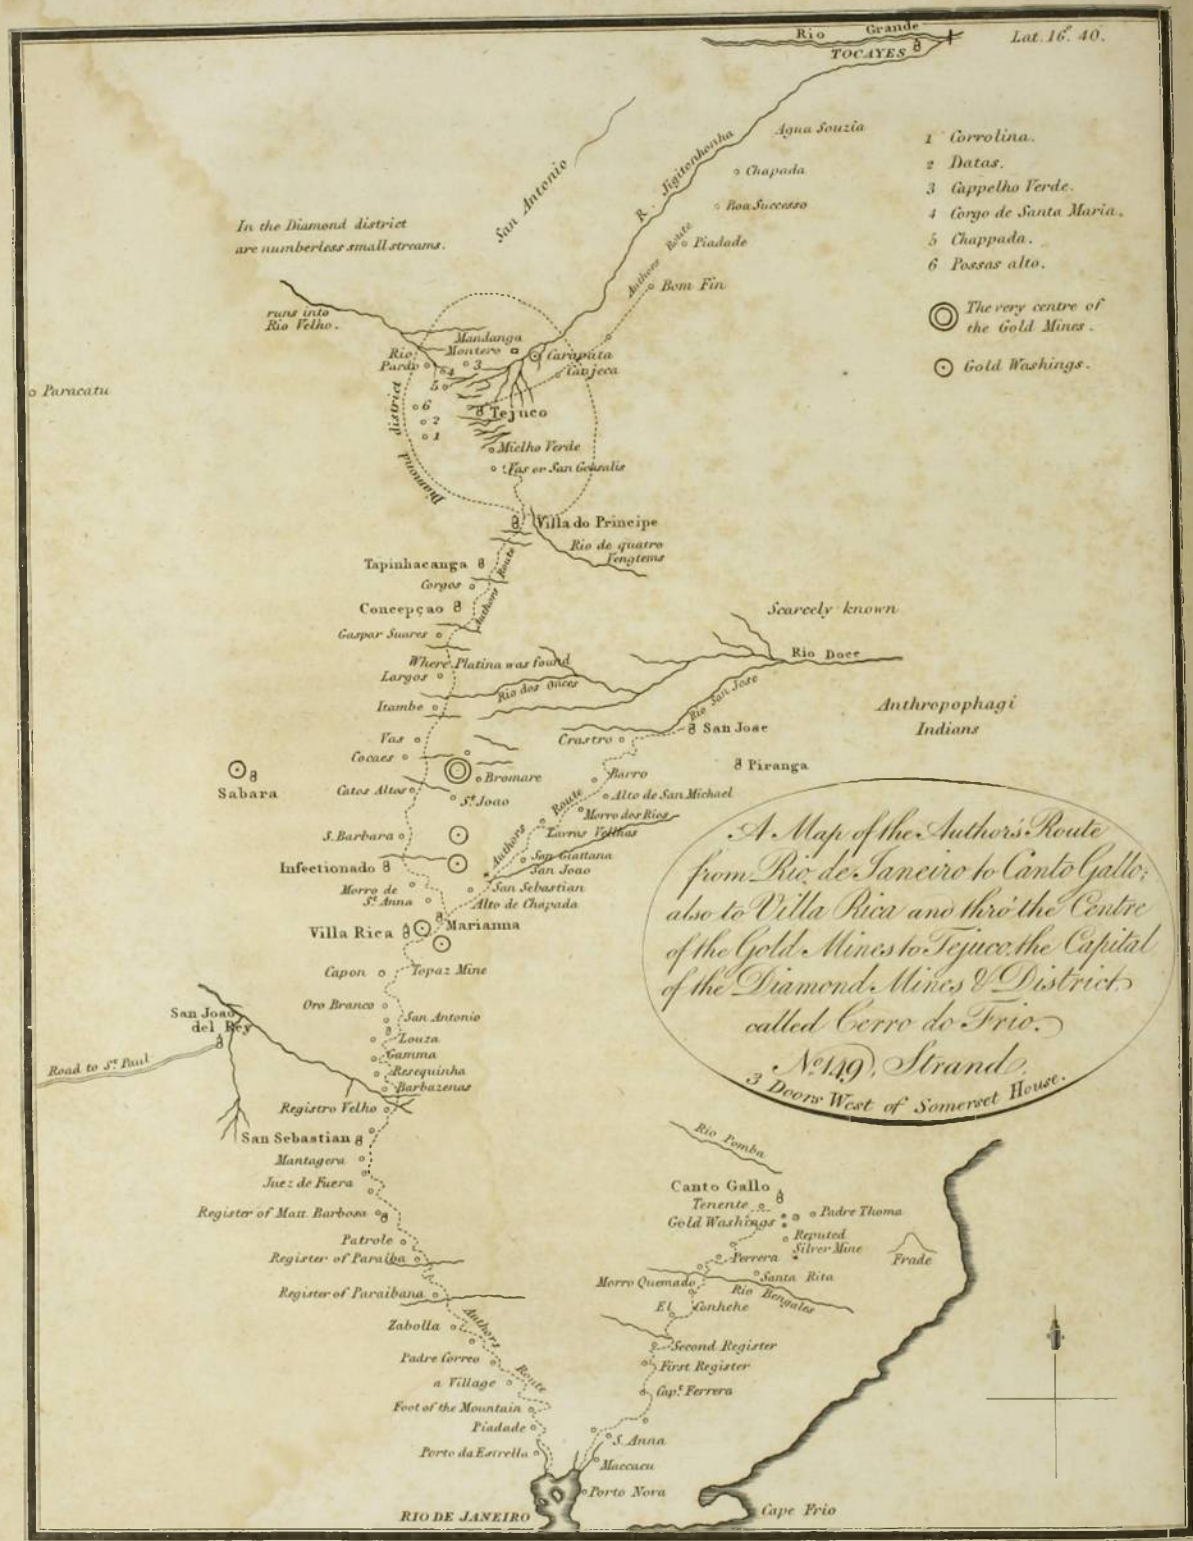 Rio Grande
TOCAYES
Lat. 16°. 40.
Agua Souzia
R. Jigitonhonha
Chapada
Boa Successo
San Antonio
Authors Route
Piadade
Bom Fin
1 Corrolina.
2 Datas.
3 Cappelho Verde.
4 Corgo de Santa Maria.
5 Chappada.
6 Possas alto.
The very centre of
the Gold Mines.
Gold Washings.
In the Diamond district
are numberless small streams.
runs into
Rio Velho.
Mandanga
Montero
Rio
Pardo
3
4
5
6
2
1
Carapata
Canjeca
Paracatu
Diamond district
Tejuco
Mielho Verde
Vas or San Gonsalis
Villa do Principe
Rio de quatro
Vengtems
Tapinhacanga
Corgos
Authors Route
Concepçao
Gaspar Suares
Scarcely known
Where Platina was found
Largos
Rio Doce
Rio dos Onces
Rio San Jose
Itambe
Anthropophagi
Indians
Vas
Crastro
San Jose
Cocaes
Piranga
Bromare
Barro
Sabara
Catos Altos
St. Joao
Alto de San Michael
Authors Route
Morro dos Rios
S. Barbara
Lavras Vellhas
Infectionado
San Giattana
San Joao
Morro de
St. Anna
San Sebastian
Alto de Chapada
Villa Rica
Marianna
Capon
Topaz Mine
Oro Branco
San Antonio
San Joao
del Rey
Louza
Gamma
Road to St. Paul
Resequinha
Barbazenas
Registro Velho
San Sebastian
Mantagera
Juez de Fuera
Register of Matt. Barbosa
Patrole
Register of Paraiba
Register of Paraibana
Zabolla
Authors Route
Padre Correo
a Village
Foot of the Mountain
Piadade
Porto da Estrella
RIO DE JANEIRO
A Map of the Author's Route
from Rio de Janeiro to Canto Gallo;
also to Villa Rica and thro' the Centre
of the Gold Mines to Tejuco, the Capital
of the Diamond Mines & District,
called Cerro do Frio.
No. 149, Strand.
3 Doors West of Somerset House.
Rio Pomba
Canto Gallo
Tenente
Gold Washings
Padre Thoma
Reputed
Silver Mine
Perrera
Frade
Morro Quemado
Santa Rita
Rio Bengales
El Conhehe
Second Register
First Register
Capt. Ferrera
S. Anna
Maccacu
Porto Nova
Cape Frio